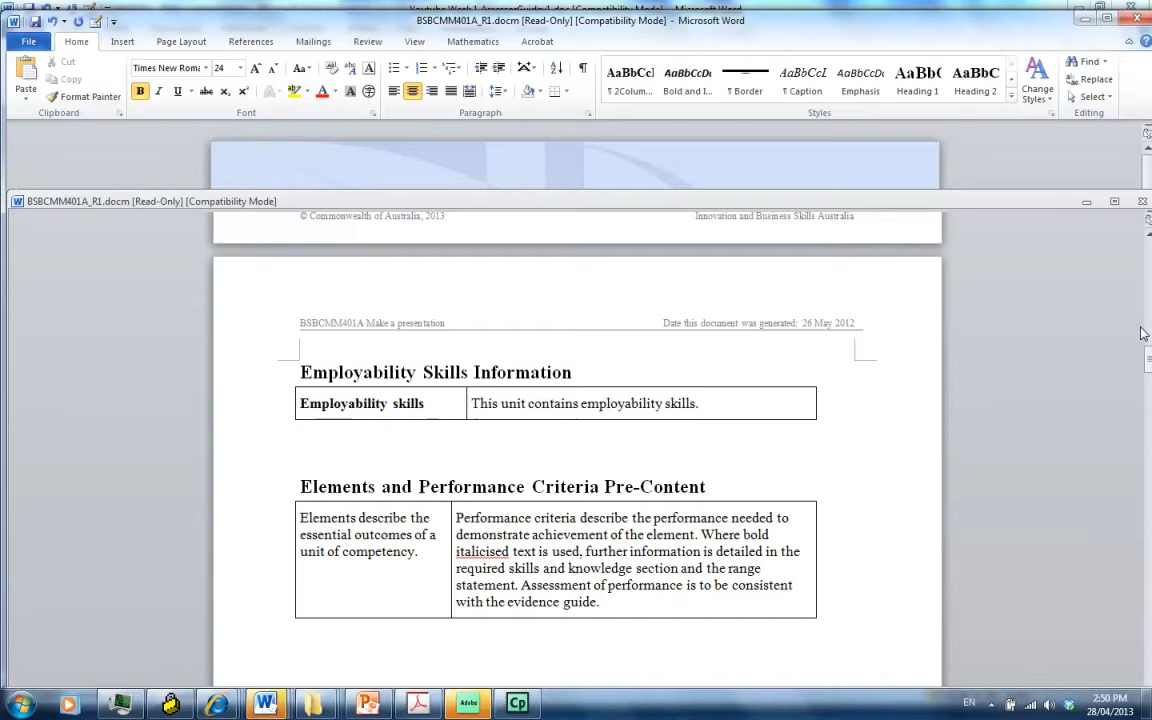 BSBCMM401A_R1.docm [Read-Only] [Compatibility Mode] - Microsoft Word
File Home Insert Page Layout References Mailings Review View Mathematics Acrobat
Cut
Copy
Paste
Format Painter
Times New Roma 24
Aa
B I U abc
AaBbCcI AaBbCcDı AaBbCcI AaBbCcDı AaBb( AaBbC
¶ 2Colum... Bold and I... ¶ Border ¶ Caption Emphasis Heading 1 Heading 2
Change
Styles
Find
Replace
Select
Clipboard Font Paragraph Styles Editing
BSBCMM401A_R1.docm [Read-Only] [Compatibility Mode]
© Commonwealth of Australia, 2013 Innovation and Business Skills Australia
BSBCMM401A Make a presentation Date this document was generated: 26 May 2012
Employability Skills Information
Employability skills This unit contains employability skills.
Elements and Performance Criteria Pre-Content
Elements describe the
essential outcomes of a
unit of competency.
Performance criteria describe the performance needed to
demonstrate achievement of the element. Where bold
italicised text is used, further information is detailed in the
required skills and knowledge section and the range
statement. Assessment of performance is to be consistent
with the evidence guide.
EN
2:50 PM
28/04/2013